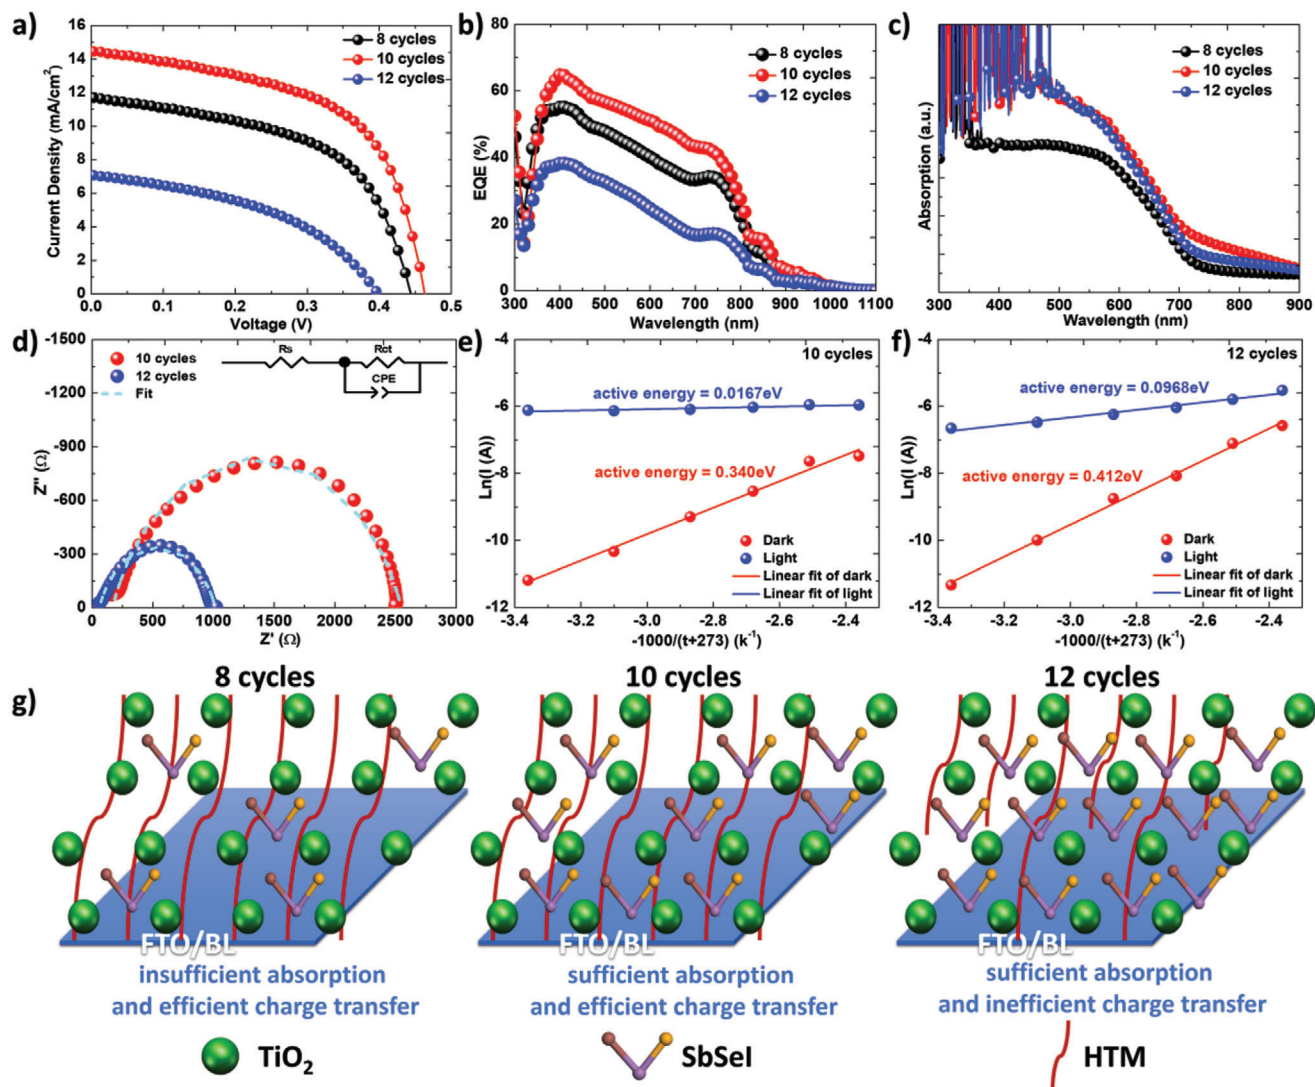 a)
16
14
12
10
8
6
4
2
0
0.0
0.1
0.2
0.3
0.4
0.5
Current Density (mA/cm²)
Voltage (V)
8 cycles
10 cycles
12 cycles
b)
80
60
40
20
0
300
400
500
600
700
800
900
1000
1100
EQE (%)
Wavelength (nm)
8 cycles
10 cycles
12 cycles
c)
300
400
500
600
700
800
900
Absorption (a.u.)
Wavelength (nm)
8 cycles
10 cycles
12 cycles
d)
-1500
-1200
-900
-600
-300
0
0
500
1000
1500
2000
2500
3000
Z'' (Ω)
Z' (Ω)
10 cycles
12 cycles
Fit
Rs
Rct
CPE
e)
-4
-6
-8
-10
-12
-3.4
-3.2
-3.0
-2.8
-2.6
-2.4
Ln(I (A))
-1000/(t+273) (k⁻¹)
10 cycles
active energy = 0.0167eV
active energy = 0.340eV
Dark
Light
Linear fit of dark
Linear fit of light
f)
-4
-6
-8
-10
-12
-3.4
-3.2
-3.0
-2.8
-2.6
-2.4
Ln(I (A))
-1000/(t+273) (k⁻¹)
12 cycles
active energy = 0.0968eV
active energy = 0.412eV
Dark
Light
Linear fit of dark
Linear fit of light
g)
8 cycles
10 cycles
12 cycles
FTO/BL
FTO/BL
FTO/BL
insufficient absorption
and efficient charge transfer
sufficient absorption
and efficient charge transfer
sufficient absorption
and inefficient charge transfer
TiO₂
SbSeI
HTM